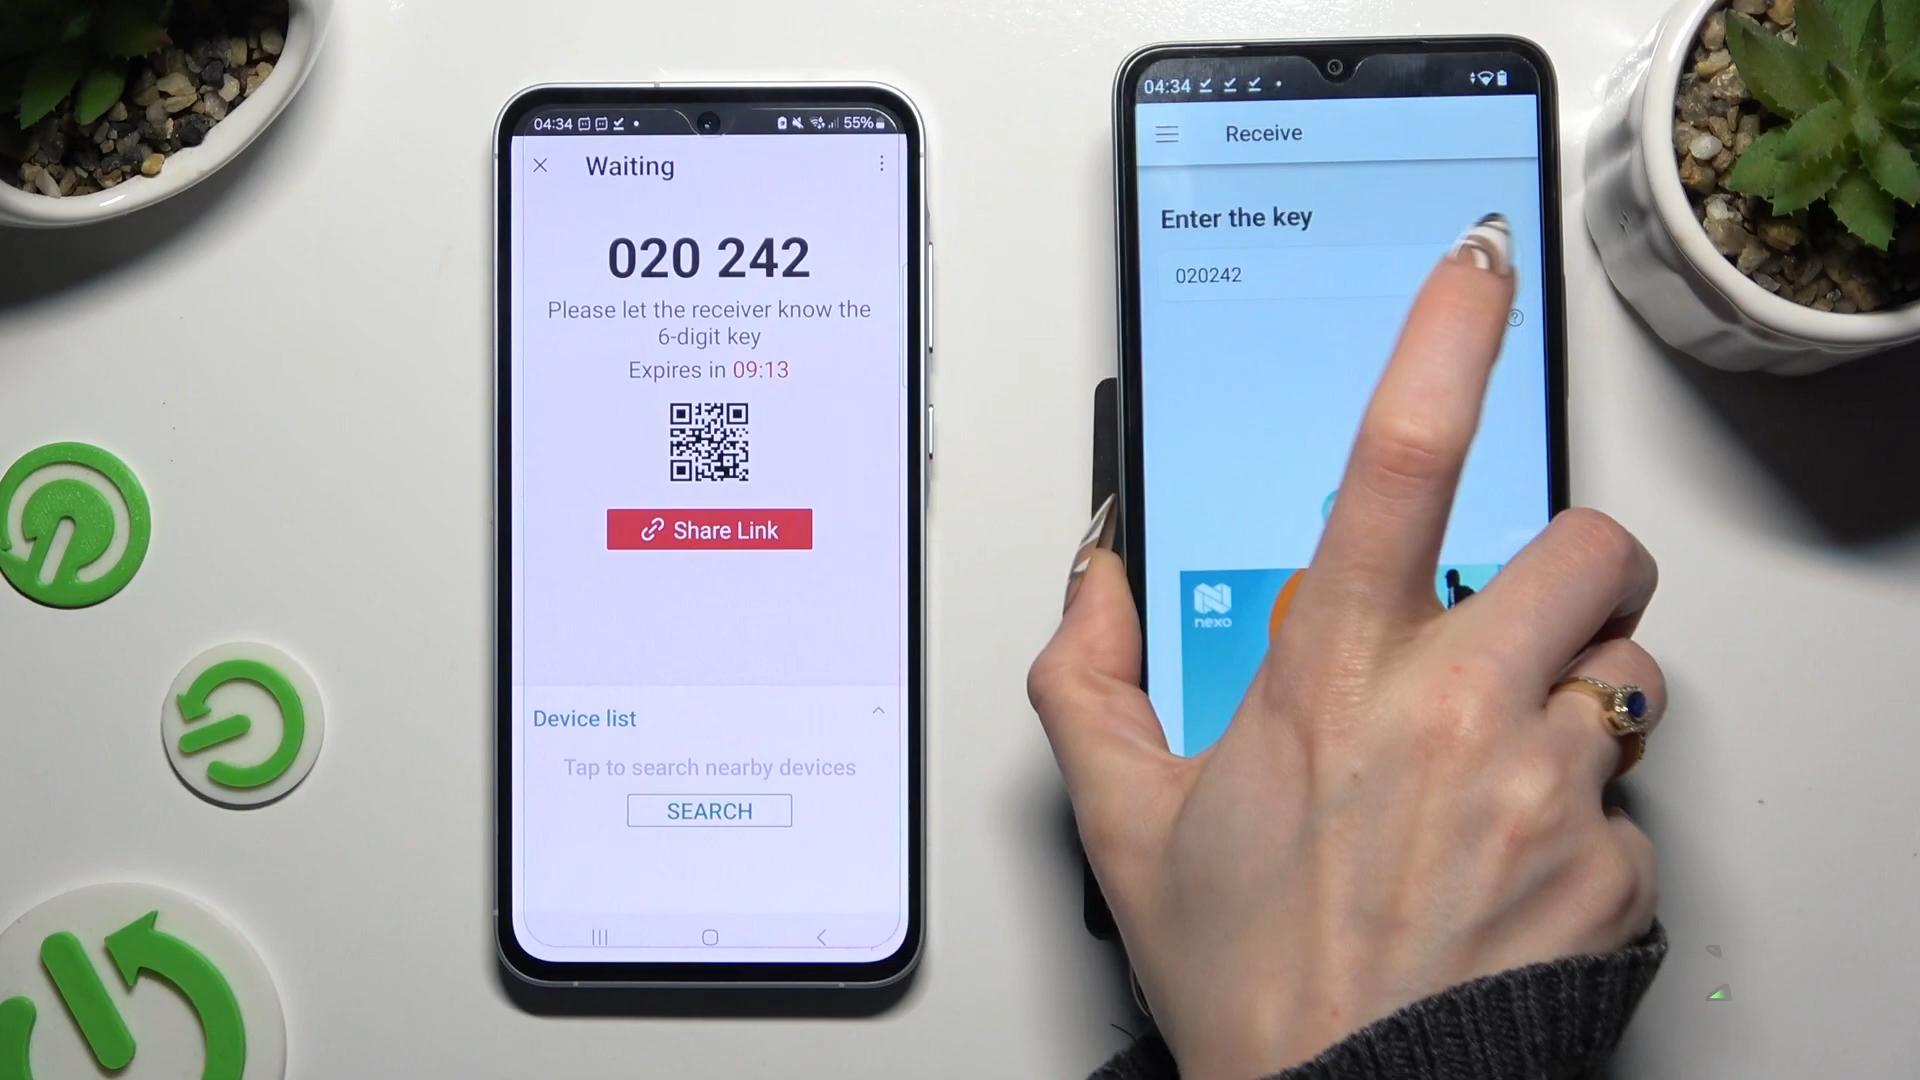 04:34
55%
Waiting
020 242
Please let the receiver know the
6-digit key
Expires in 09:13
Share Link
Device list
Tap to search nearby devices
SEARCH
04:34
Receive
Enter the key
020242
?
nexo